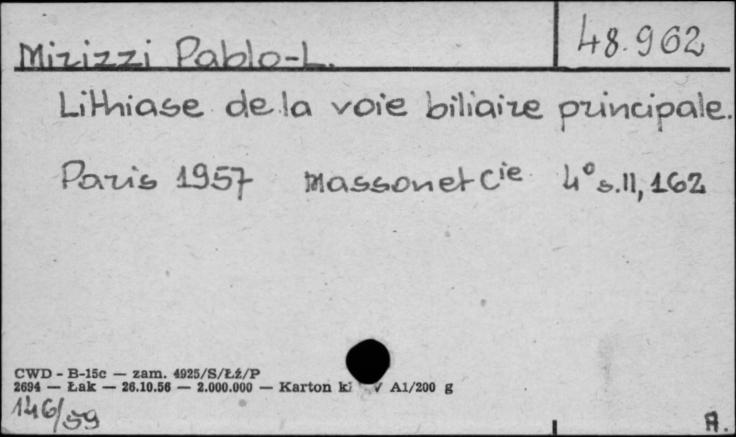 Mirizzi Pablo-L.
48.962
Lithiase de la voie biliaire principale.
Paris 1957 Masson et Cie 4° s.II, 162
CWD - B-15c — zam. 4925/S/Łż/P
2694 — Łak — 26.10.56 — 2.000.000 — Karton kl V A1/200 g
146/59
A.